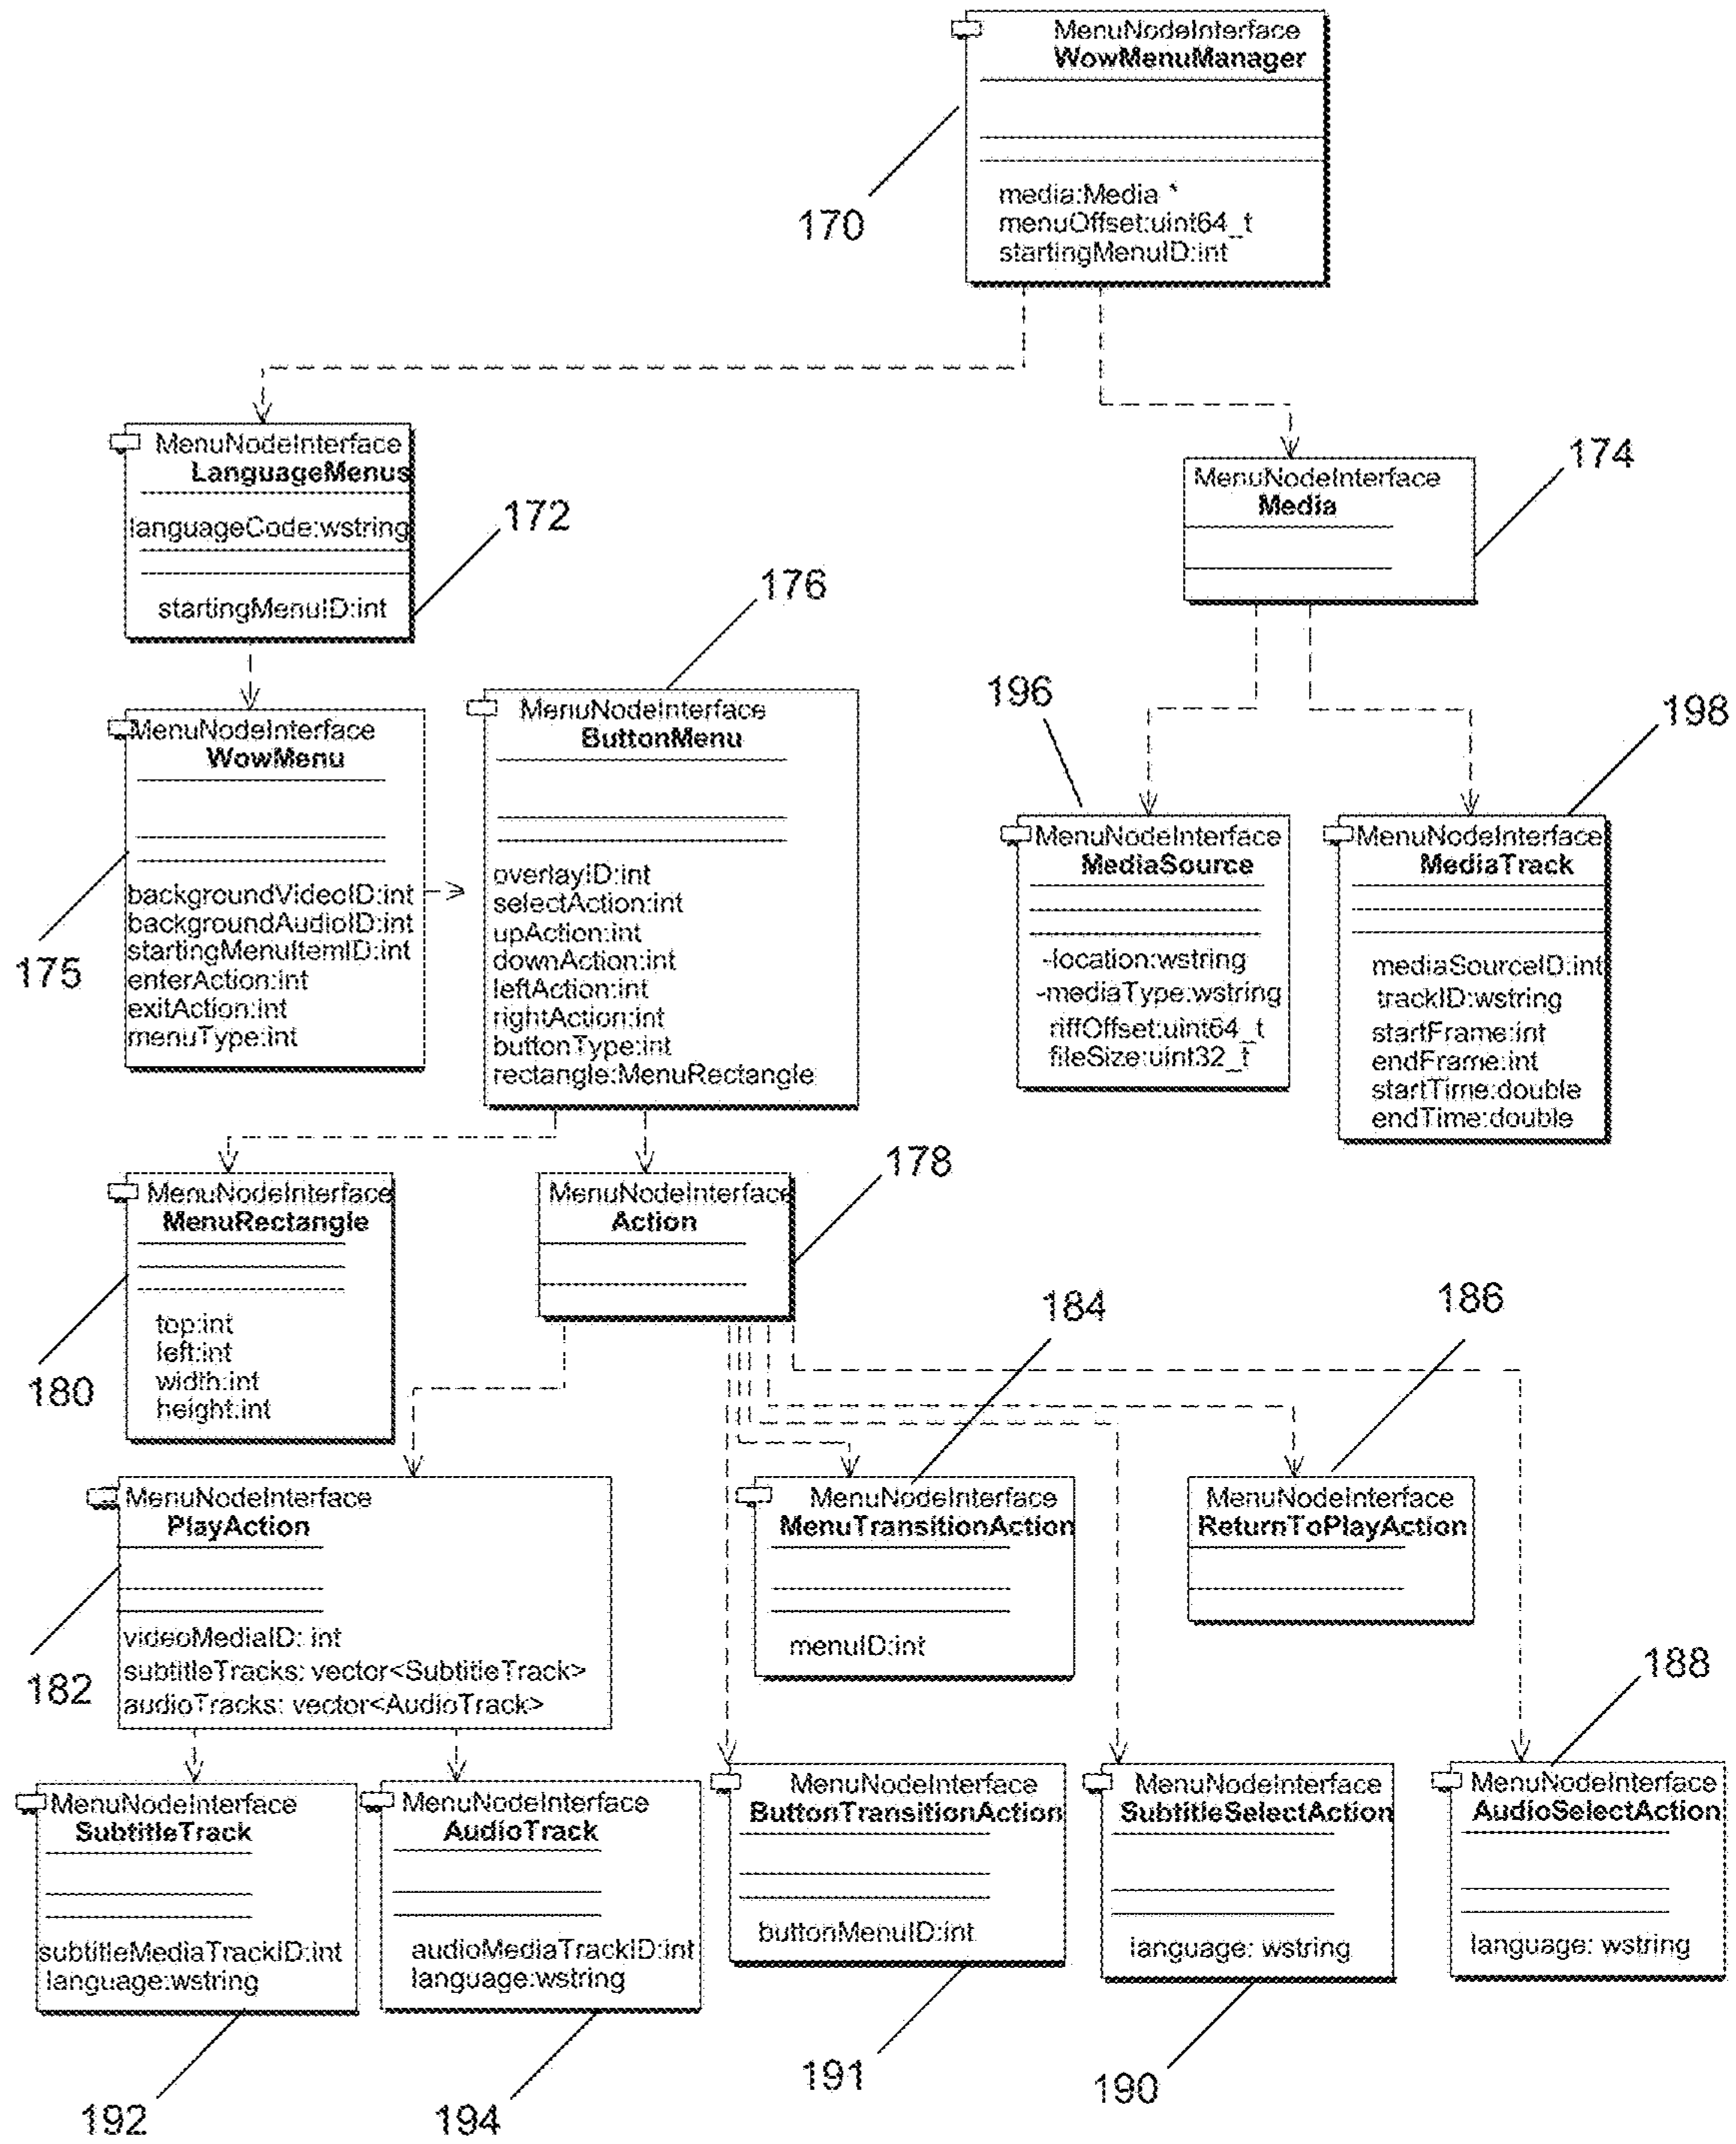 MenuNodeInterface
WowMenuManager
media:Media *
menuOffset:uint64_t
startingMenuID:int
170
MenuNodeInterface
LanguageMenus
languageCode:wstring
startingMenuID:int
172
MenuNodeInterface
Media
174
MenuNodeInterface
WowMenu
backgroundVideoID:int
backgroundAudioID:int
startingMenuItemID:int
enterAction:int
exitAction:int
menuType:int
175
176
MenuNodeInterface
ButtonMenu
overlayID:int
selectAction:int
upAction:int
downAction:int
leftAction:int
rightAction:int
buttonType:int
rectangle:MenuRectangle
196
MenuNodeInterface
MediaSource
-location:wstring
-mediaType:wstring
riffOffset:uint64_t
fileSize:uint32_t
198
MenuNodeInterface
MediaTrack
mediaSourceID:int
trackID:wstring
startFrame:int
endFrame:int
startTime:double
endTime:double
MenuNodeInterface
MenuRectangle
top:int
left:int
width:int
height:int
180
MenuNodeInterface
Action
178
MenuNodeInterface
PlayAction
videoMediaID: int
subtitleTracks: vector<SubtitleTrack>
audioTracks: vector<AudioTrack>
182
184
MenuNodeInterface
MenuTransitionAction
menuID:int
186
MenuNodeInterface
ReturnToPlayAction
MenuNodeInterface
SubtitleTrack
subtitleMediaTrackID:int
language:wstring
192
MenuNodeInterface
AudioTrack
audioMediaTrackID:int
language:wstring
194
MenuNodeInterface
ButtonTransitionAction
buttonMenuID:int
191
MenuNodeInterface
SubtitleSelectAction
language: wstring
190
188
MenuNodeInterface
AudioSelectAction
language: wstring